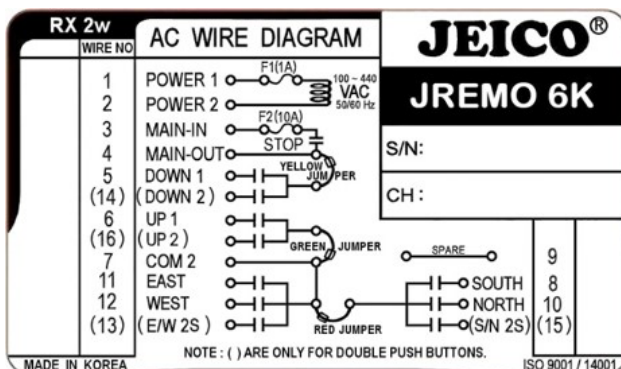 RX 2w
WIRE NO
AC WIRE DIAGRAM
JEICO®
JREMO 6K
S/N:
CH :
1 POWER 1 F1(1A) 100 ~ 440
VAC
2 POWER 2 50/60 Hz
3 MAIN-IN F2(10A)
STOP
4 MAIN-OUT
YELLOW JUMPER
5 DOWN 1
(14) (DOWN 2)
6 UP 1
(16) (UP 2)
GREEN JUMPER
7 COM 2
SPARE 9
11 EAST SOUTH 8
12 WEST NORTH 10
(13) (E/W 2S) (S/N 2S) (15)
RED JUMPER
NOTE : ( ) ARE ONLY FOR DOUBLE PUSH BUTTONS.
MADE IN KOREA
ISO 9001 / 14001